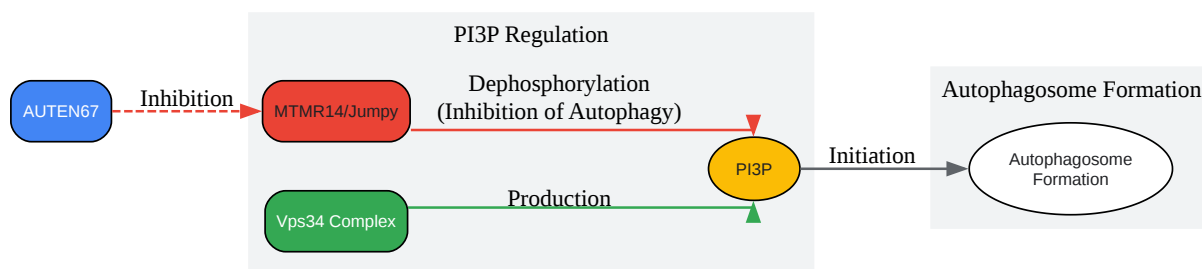 PI3P Regulation
AUTEN67
Inhibition
MTMR14/Jumpy
Dephosphorylation
(Inhibition of Autophagy)
Vps34 Complex
Production
PI3P
Initiation
Autophagosome Formation
Autophagosome
Formation